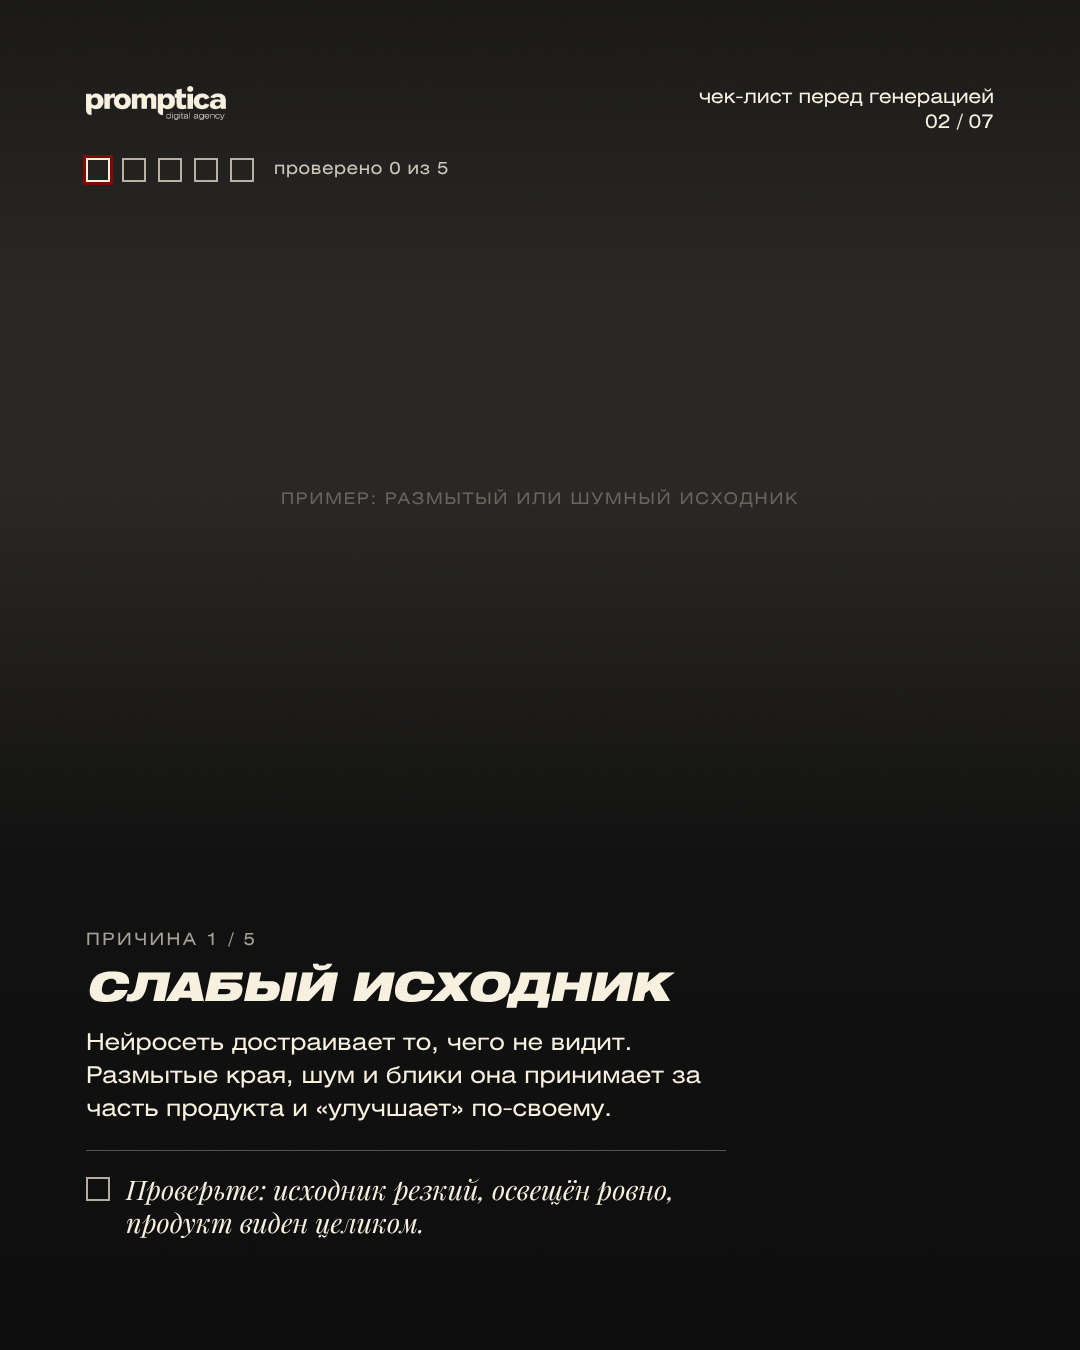 promptica
digital agency
чек-лист перед генерацией
02 / 07
проверено 0 из 5
ПРИМЕР: РАЗМЫТЫЙ ИЛИ ШУМНЫЙ ИСХОДНИК
ПРИЧИНА 1 / 5
СЛАБЫЙ ИСХОДНИК
Нейросеть достраивает то, чего не видит.
Размытые края, шум и блики она принимает за
часть продукта и «улучшает» по-своему.
Проверьте: исходник резкий, освещён ровно,
продукт виден целиком.